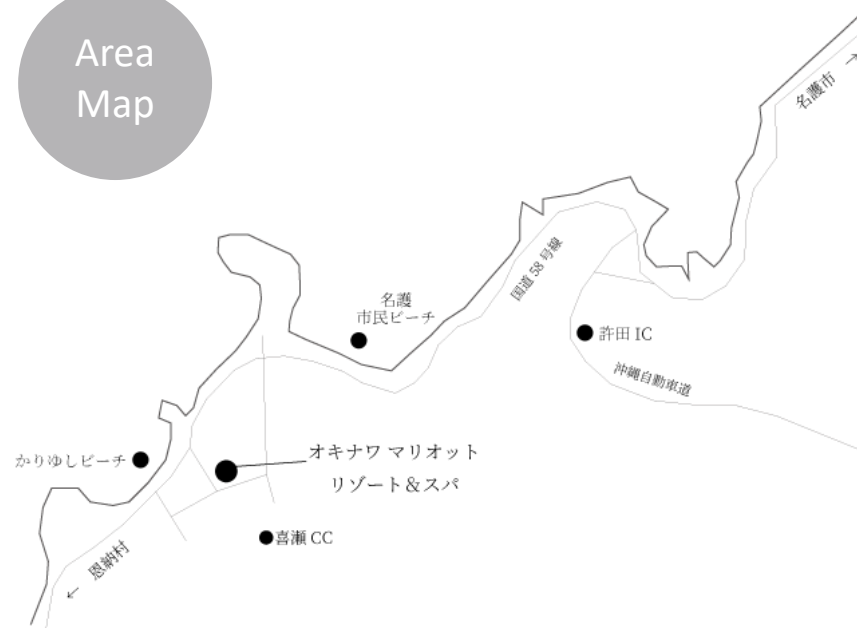 Area
Map
名護市 →
国道 58 号線
名護
市民ビーチ
許田 IC
沖縄自動車道
オキナワ マリオット
リゾート＆スパ
かりゆしビーチ
喜瀬 CC
← 恩納村